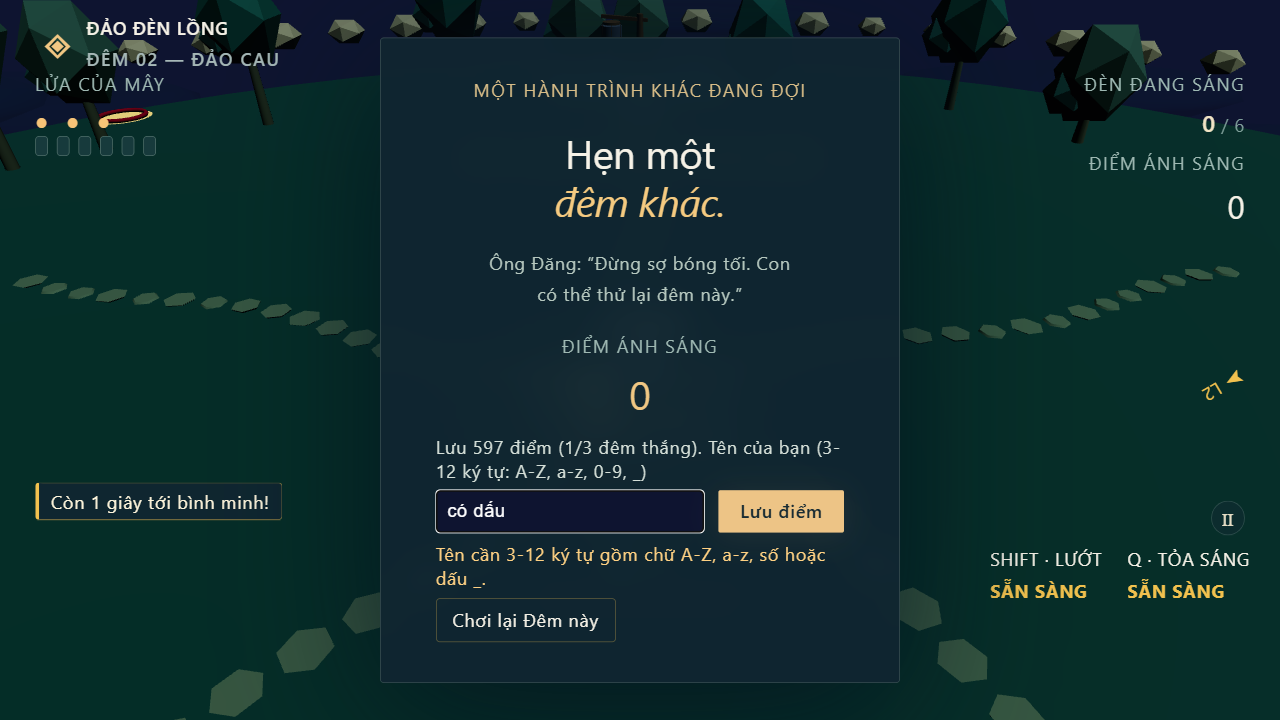 ĐẢO ĐÈN LỒNG
ĐÊM 02 — ĐẢO CAU
LỬA CỦA MÂY
ĐÈN ĐANG SÁNG
0 / 6
ĐIỂM ÁNH SÁNG
0
MỘT HÀNH TRÌNH KHÁC ĐANG ĐỢI
Hẹn một
đêm khác.
Ông Đăng: "Đừng sợ bóng tối. Con
có thể thử lại đêm này."
ĐIỂM ÁNH SÁNG
0
Lưu 597 điểm (1/3 đêm thắng). Tên của bạn (3-
12 ký tự: A-Z, a-z, 0-9, _)
có dấu
Lưu điểm
Tên cần 3-12 ký tự gồm chữ A-Z, a-z, số hoặc
dấu _.
Chơi lại Đêm này
Còn 1 giây tới bình minh!
L2
II
SHIFT · LƯỚT
SẴN SÀNG
Q · TỎA SÁNG
SẴN SÀNG